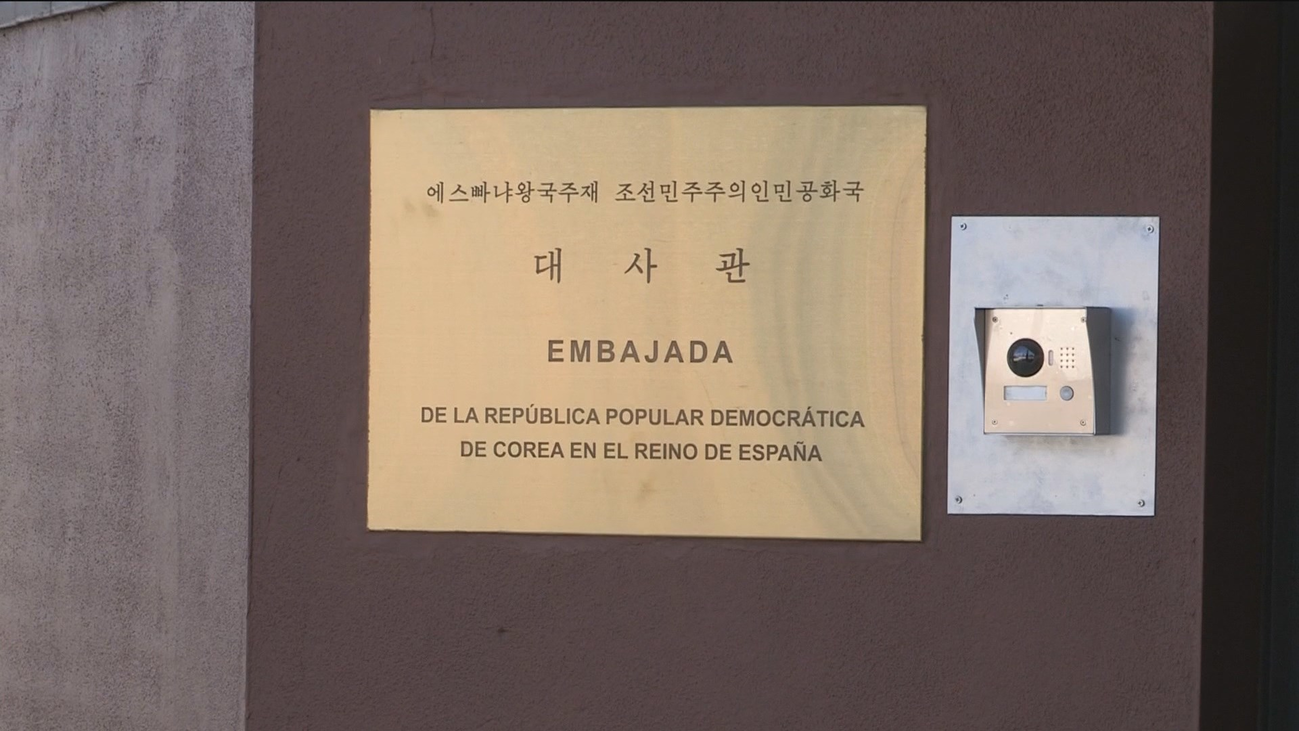 에스빠냐왕국주재 조선민주주의인민공화국
대 사 관
EMBAJADA
DE LA REPÚBLICA POPULAR DEMOCRÁTICA
DE COREA EN EL REINO DE ESPAÑA